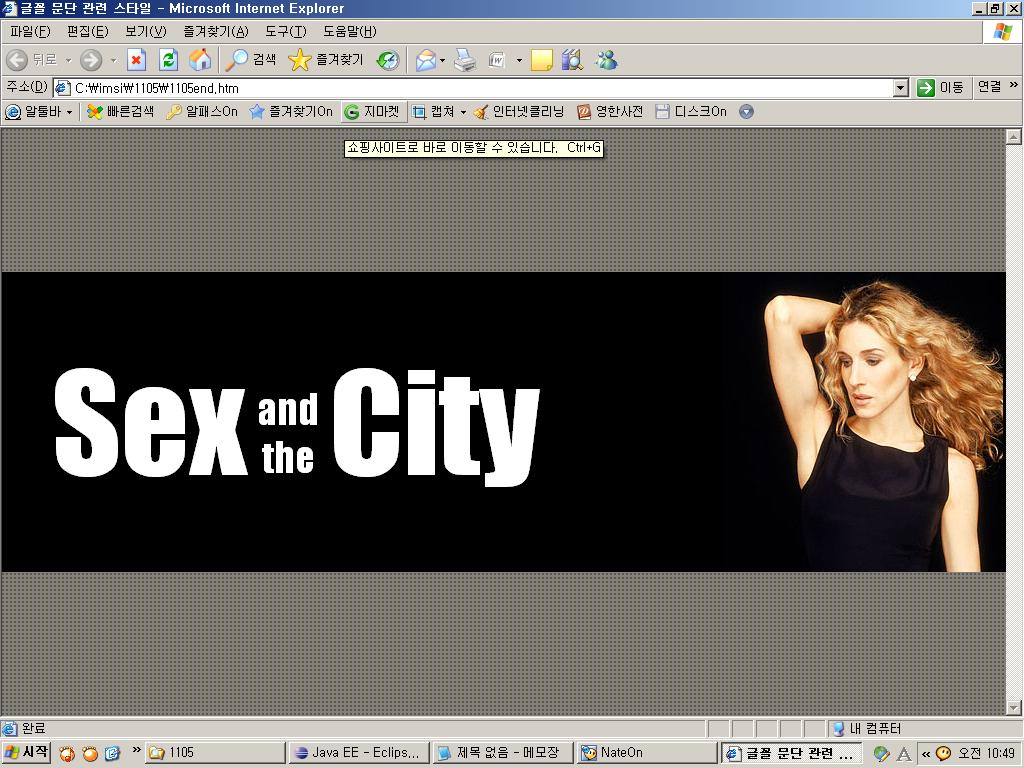 글꼴 문단 관련 스타일 - Microsoft Internet Explorer
파일(F) 편집(E) 보기(V) 즐겨찾기(A) 도구(T) 도움말(H)
뒤로 검색 즐겨찾기
주소(D) C:\imsi\1105\1105end.htm 이동 연결 »
알툴바 빠른검색 알패스On 즐겨찾기On 지마켓 캡쳐 인터넷클리닝 영한사전 디스크On
쇼핑사이트로 바로 이동할 수 있습니다. Ctrl+G
Sex and the City
완료 내 컴퓨터
시작 » 1105 Java EE - Eclips... 제목 없음 - 메모장 NateOn 글꼴 문단 관련 ... A « 오전 10:49